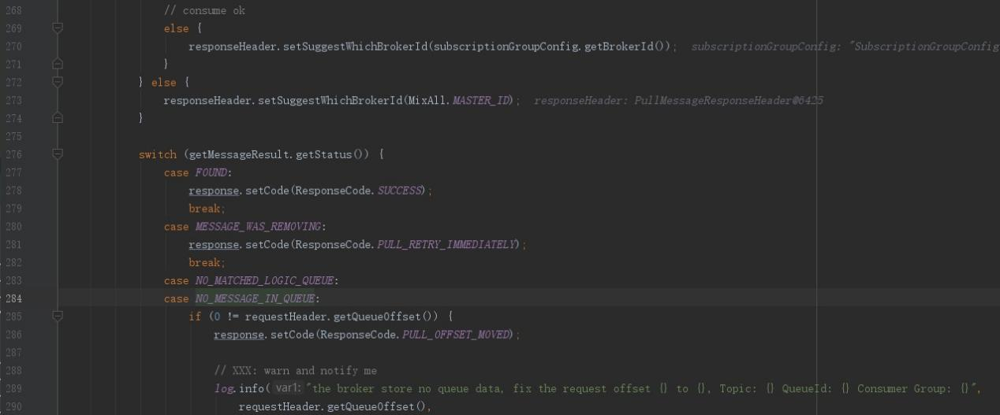 268 // consume ok
269 else {
270 responseHeader.setSuggestWhichBrokerId(subscriptionGroupConfig.getBrokerId()); subscriptionGroupConfig: "SubscriptionGroupConfig
271 }
272 } else {
273 responseHeader.setSuggestWhichBrokerId(MixAll.MASTER_ID); responseHeader: PullMessageResponseHeader@6425
274 }
275
276 switch (getMessageResult.getStatus()) {
277 case FOUND:
278 response.setCode(ResponseCode.SUCCESS);
279 break;
280 case MESSAGE_WAS_REMOVING:
281 response.setCode(ResponseCode.PULL_RETRY_IMMEDIATELY);
282 break;
283 case NO_MATCHED_LOGIC_QUEUE:
284 case NO_MESSAGE_IN_QUEUE:
285 if (0 != requestHeader.getQueueOffset()) {
286 response.setCode(ResponseCode.PULL_OFFSET_MOVED);
287
288 // XXX: warn and notify me
289 log.info( var1: "the broker store no queue data, fix the request offset {} to {}, Topic: {} QueueId: {} Consumer Group: {}",
290 requestHeader.getQueueOffset(),